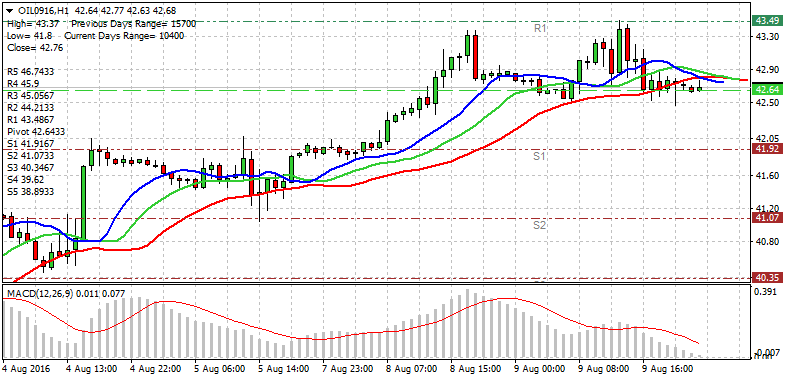 OIL0916,H1 42.64 42.77 42.63 42.68
High= 43.37 Previous Days Range= 15700
Low= 41.8 Current Days Range= 10400
Close= 42.76
R5 46.7433
R4 45.9
R3 45.0567
R2 44.2133
R1 43.4867
Pivot 42.6433
S1 41.9167
S2 41.0733
S3 40.3467
S4 39.62
S5 38.8933
R1
S1
S2
43.49
43.30
42.90
42.64
42.50
42.05
41.92
41.60
41.20
41.07
40.80
40.35
MACD(12,26,9) 0.011 0.077
0.391
-0.007
4 Aug 2016
4 Aug 13:00
4 Aug 22:00
5 Aug 05:00
5 Aug 14:00
7 Aug 23:00
8 Aug 07:00
8 Aug 15:00
9 Aug 00:00
9 Aug 08:00
9 Aug 16:00